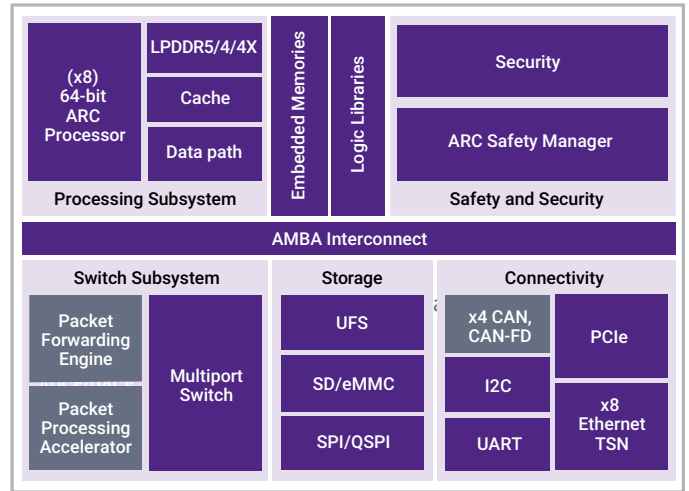 (x8)
64-bit
ARC
Processor
LPDDR5/4/4X
Cache
Data path
Processing Subsystem
Embedded Memories
Logic Libraries
Security
ARC Safety Manager
Safety and Security
AMBA Interconnect
Switch Subsystem
Packet
Forwarding
Engine
Packet
Processing
Accelerator
Multiport
Switch
Storage
UFS
SD/eMMC
SPI/QSPI
Connectivity
x4 CAN,
CAN-FD
I2C
UART
PCIe
x8
Ethernet
TSN